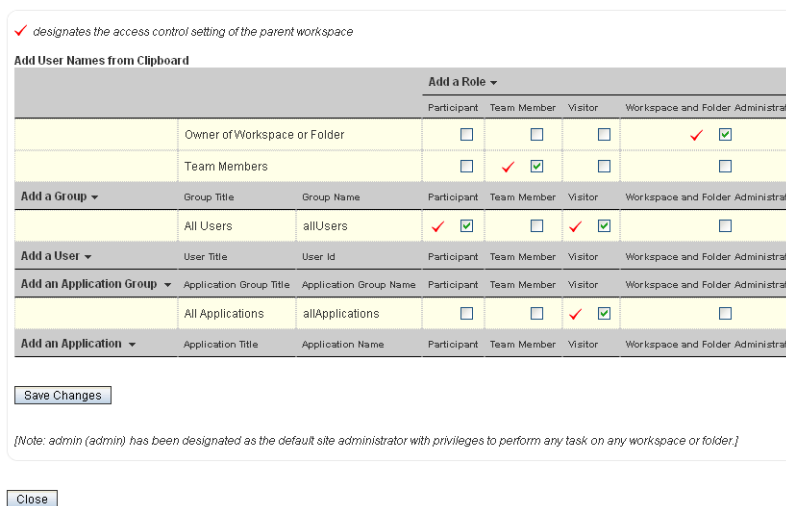 designates the access control setting of the parent workspace
Add User Names from Clipboard
Add a Role
Participant Team Member Visitor Workspace and Folder Administrat
Owner of Workspace or Folder
Team Members
Add a Group Group Title Group Name Participant Team Member Visitor Workspace and Folder Administrat
All Users allUsers
Add a User User Title User Id Participant Team Member Visitor Workspace and Folder Administrat
Add an Application Group Application Group Title Application Group Name Participant Team Member Visitor Workspace and Folder Administrat
All Applications allApplications
Add an Application Application Title Application Name Participant Team Member Visitor Workspace and Folder Administrat
Save Changes
[Note: admin (admin) has been designated as the default site administrator with privileges to perform any task on any workspace or folder.]
Close